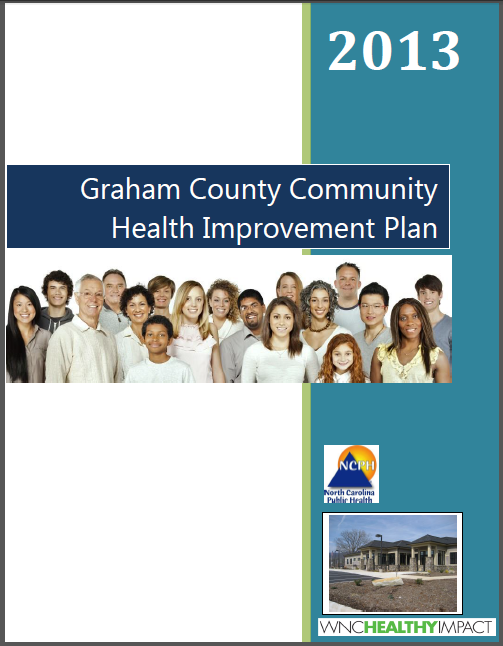 2013
Graham County Community
Health Improvement Plan
NCPH
North Carolina
Public Health
WNCHEALTHYIMPACT